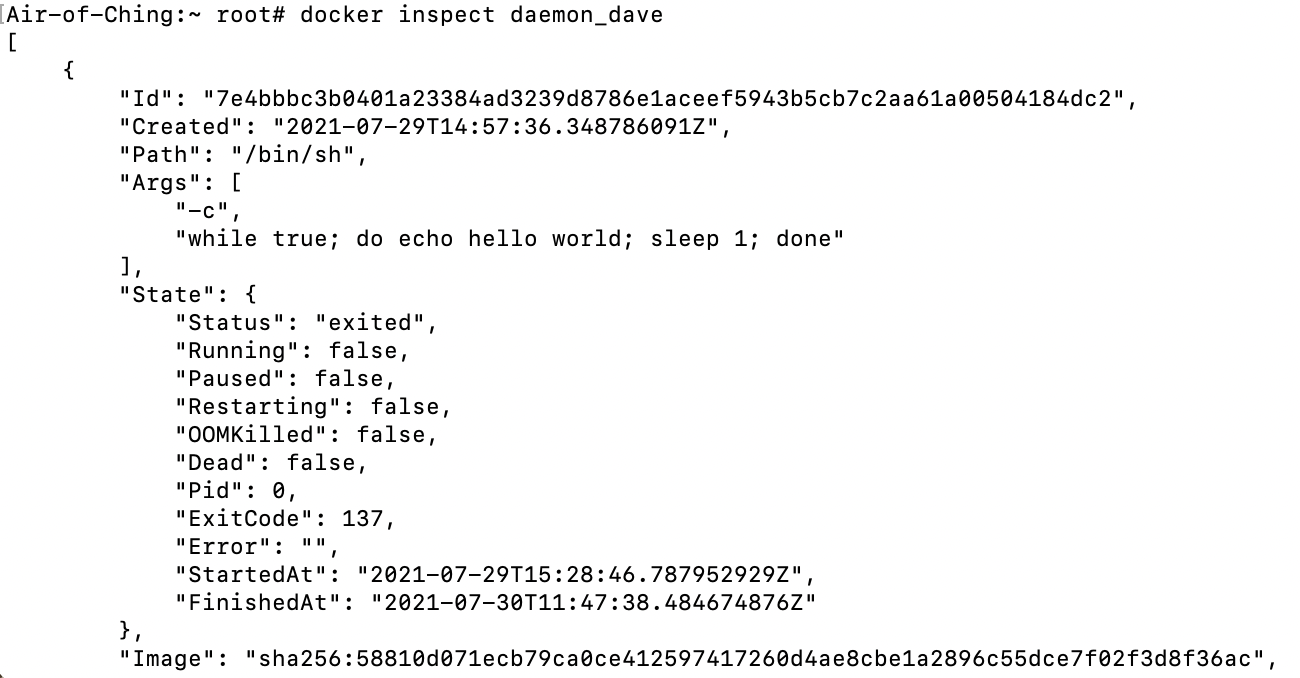 [Air-of-Ching:~ root# docker inspect daemon_dave
[
    {
        "Id": "7e4bbbc3b0401a23384ad3239d8786e1aceef5943b5cb7c2aa61a00504184dc2",
        "Created": "2021-07-29T14:57:36.348786091Z",
        "Path": "/bin/sh",
        "Args": [
            "-c",
            "while true; do echo hello world; sleep 1; done"
        ],
        "State": {
            "Status": "exited",
            "Running": false,
            "Paused": false,
            "Restarting": false,
            "OOMKilled": false,
            "Dead": false,
            "Pid": 0,
            "ExitCode": 137,
            "Error": "",
            "StartedAt": "2021-07-29T15:28:46.787952929Z",
            "FinishedAt": "2021-07-30T11:47:38.484674876Z"
        },
        "Image": "sha256:58810d071ecb79ca0ce412597417260d4ae8cbe1a2896c55dce7f02f3d8f36ac",